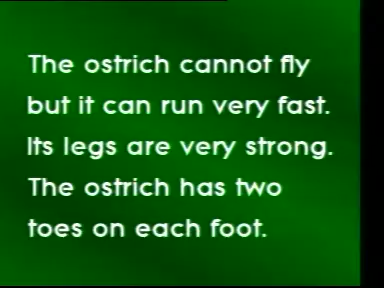 The ostrich cannot fly
but it can run very fast.
Its legs are very strong.
The ostrich has two
toes on each foot.